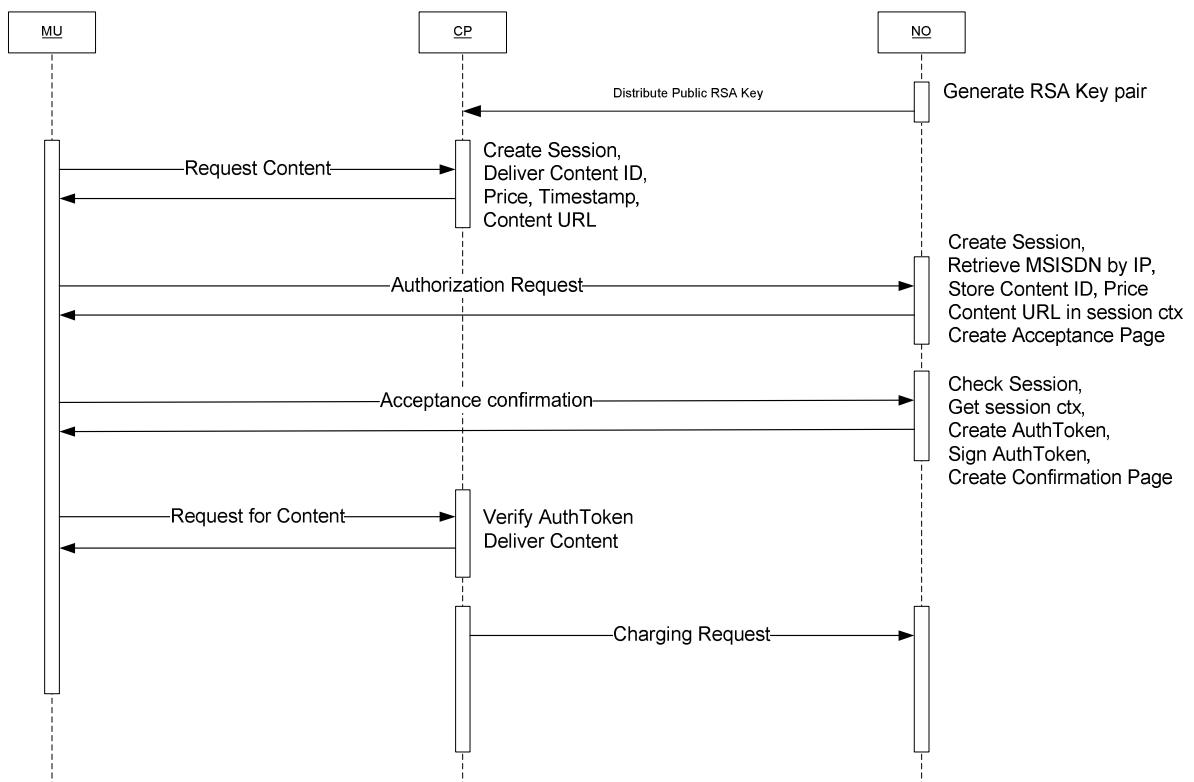 MU
CP
NO
Distribute Public RSA Key
Generate RSA Key pair
Request Content
Create Session,
Deliver Content ID,
Price, Timestamp,
Content URL
Authorization Request
Create Session,
Retrieve MSISDN by IP,
Store Content ID, Price
Content URL in session ctx
Create Acceptance Page
Acceptance confirmation
Check Session,
Get session ctx,
Create AuthToken,
Sign AuthToken,
Create Confirmation Page
Request for Content
Verify AuthToken
Deliver Content
Charging Request